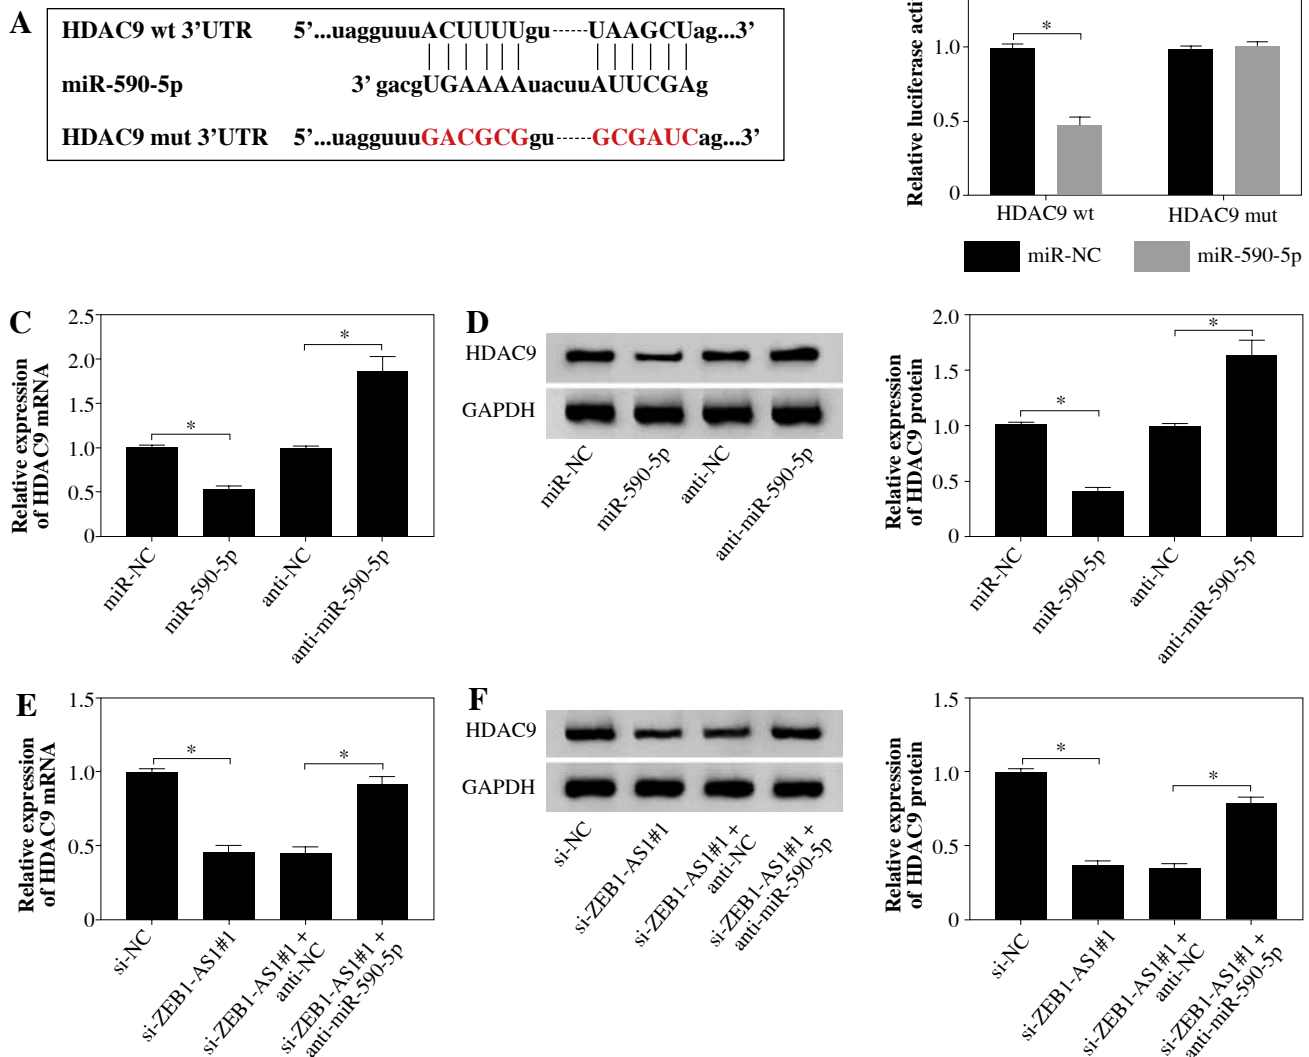 A
HDAC9 wt 3'UTR 5'...uagguuuACUUUUgu------UAAGCUag...3'
miR-590-5p 3' gacgUGAAAAuacuuAUUCGAg
HDAC9 mut 3'UTR 5'...uagguuuGACGCGgu------GCGAUCag...3'
Relative luciferase acti
1.0
0.5
0
*
HDAC9 wt HDAC9 mut
miR-NC miR-590-5p
C
Relative expression
of HDAC9 mRNA
2.5
2.0
1.5
1.0
0.5
0
*
*
miR-NC
miR-590-5p
anti-NC
anti-miR-590-5p
D
HDAC9
GAPDH
miR-NC
miR-590-5p
anti-NC
anti-miR-590-5p
Relative expression
of HDAC9 protein
2.0
1.5
1.0
0.5
0
*
*
miR-NC
miR-590-5p
anti-NC
anti-miR-590-5p
E
Relative expression
of HDAC9 mRNA
1.5
1.0
0.5
0
*
*
si-NC
si-ZEB1-AS1#1
si-ZEB1-AS1#1 +
anti-NC
si-ZEB1-AS1#1 +
anti-miR-590-5p
F
HDAC9
GAPDH
si-NC
si-ZEB1-AS1#1
si-ZEB1-AS1#1 +
anti-NC
si-ZEB1-AS1#1 +
anti-miR-590-5p
Relative expression
of HDAC9 protein
1.5
1.0
0.5
0
*
*
si-NC
si-ZEB1-AS1#1
si-ZEB1-AS1#1 +
anti-NC
si-ZEB1-AS1#1 +
anti-miR-590-5p